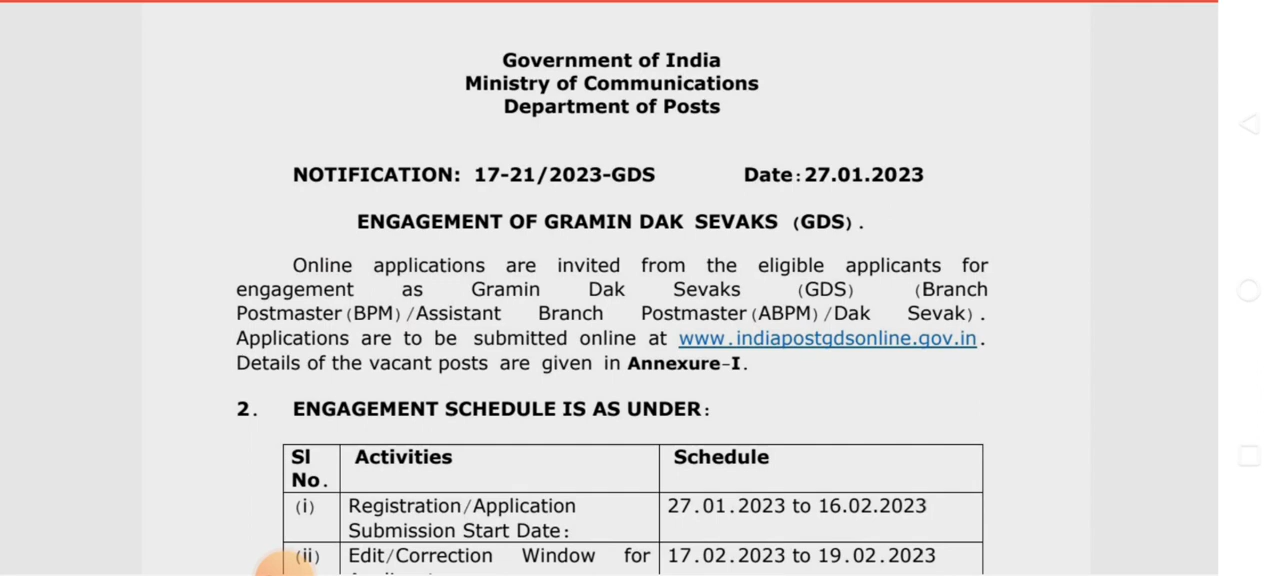 Government of India
Ministry of Communications
Department of Posts
NOTIFICATION: 17-21/2023-GDS Date:27.01.2023
ENGAGEMENT OF GRAMIN DAK SEVAKS (GDS).
Online applications are invited from the eligible applicants for
engagement as Gramin Dak Sevaks (GDS) (Branch
Postmaster(BPM)/Assistant Branch Postmaster(ABPM)/Dak Sevak).
Applications are to be submitted online at www.indiapostgdsonline.gov.in.
Details of the vacant posts are given in Annexure-I.
2. ENGAGEMENT SCHEDULE IS AS UNDER:
Sl Activities Schedule
No.
(i) Registration/Application 27.01.2023 to 16.02.2023
Submission Start Date:
(ii) Edit/Correction Window for 17.02.2023 to 19.02.2023